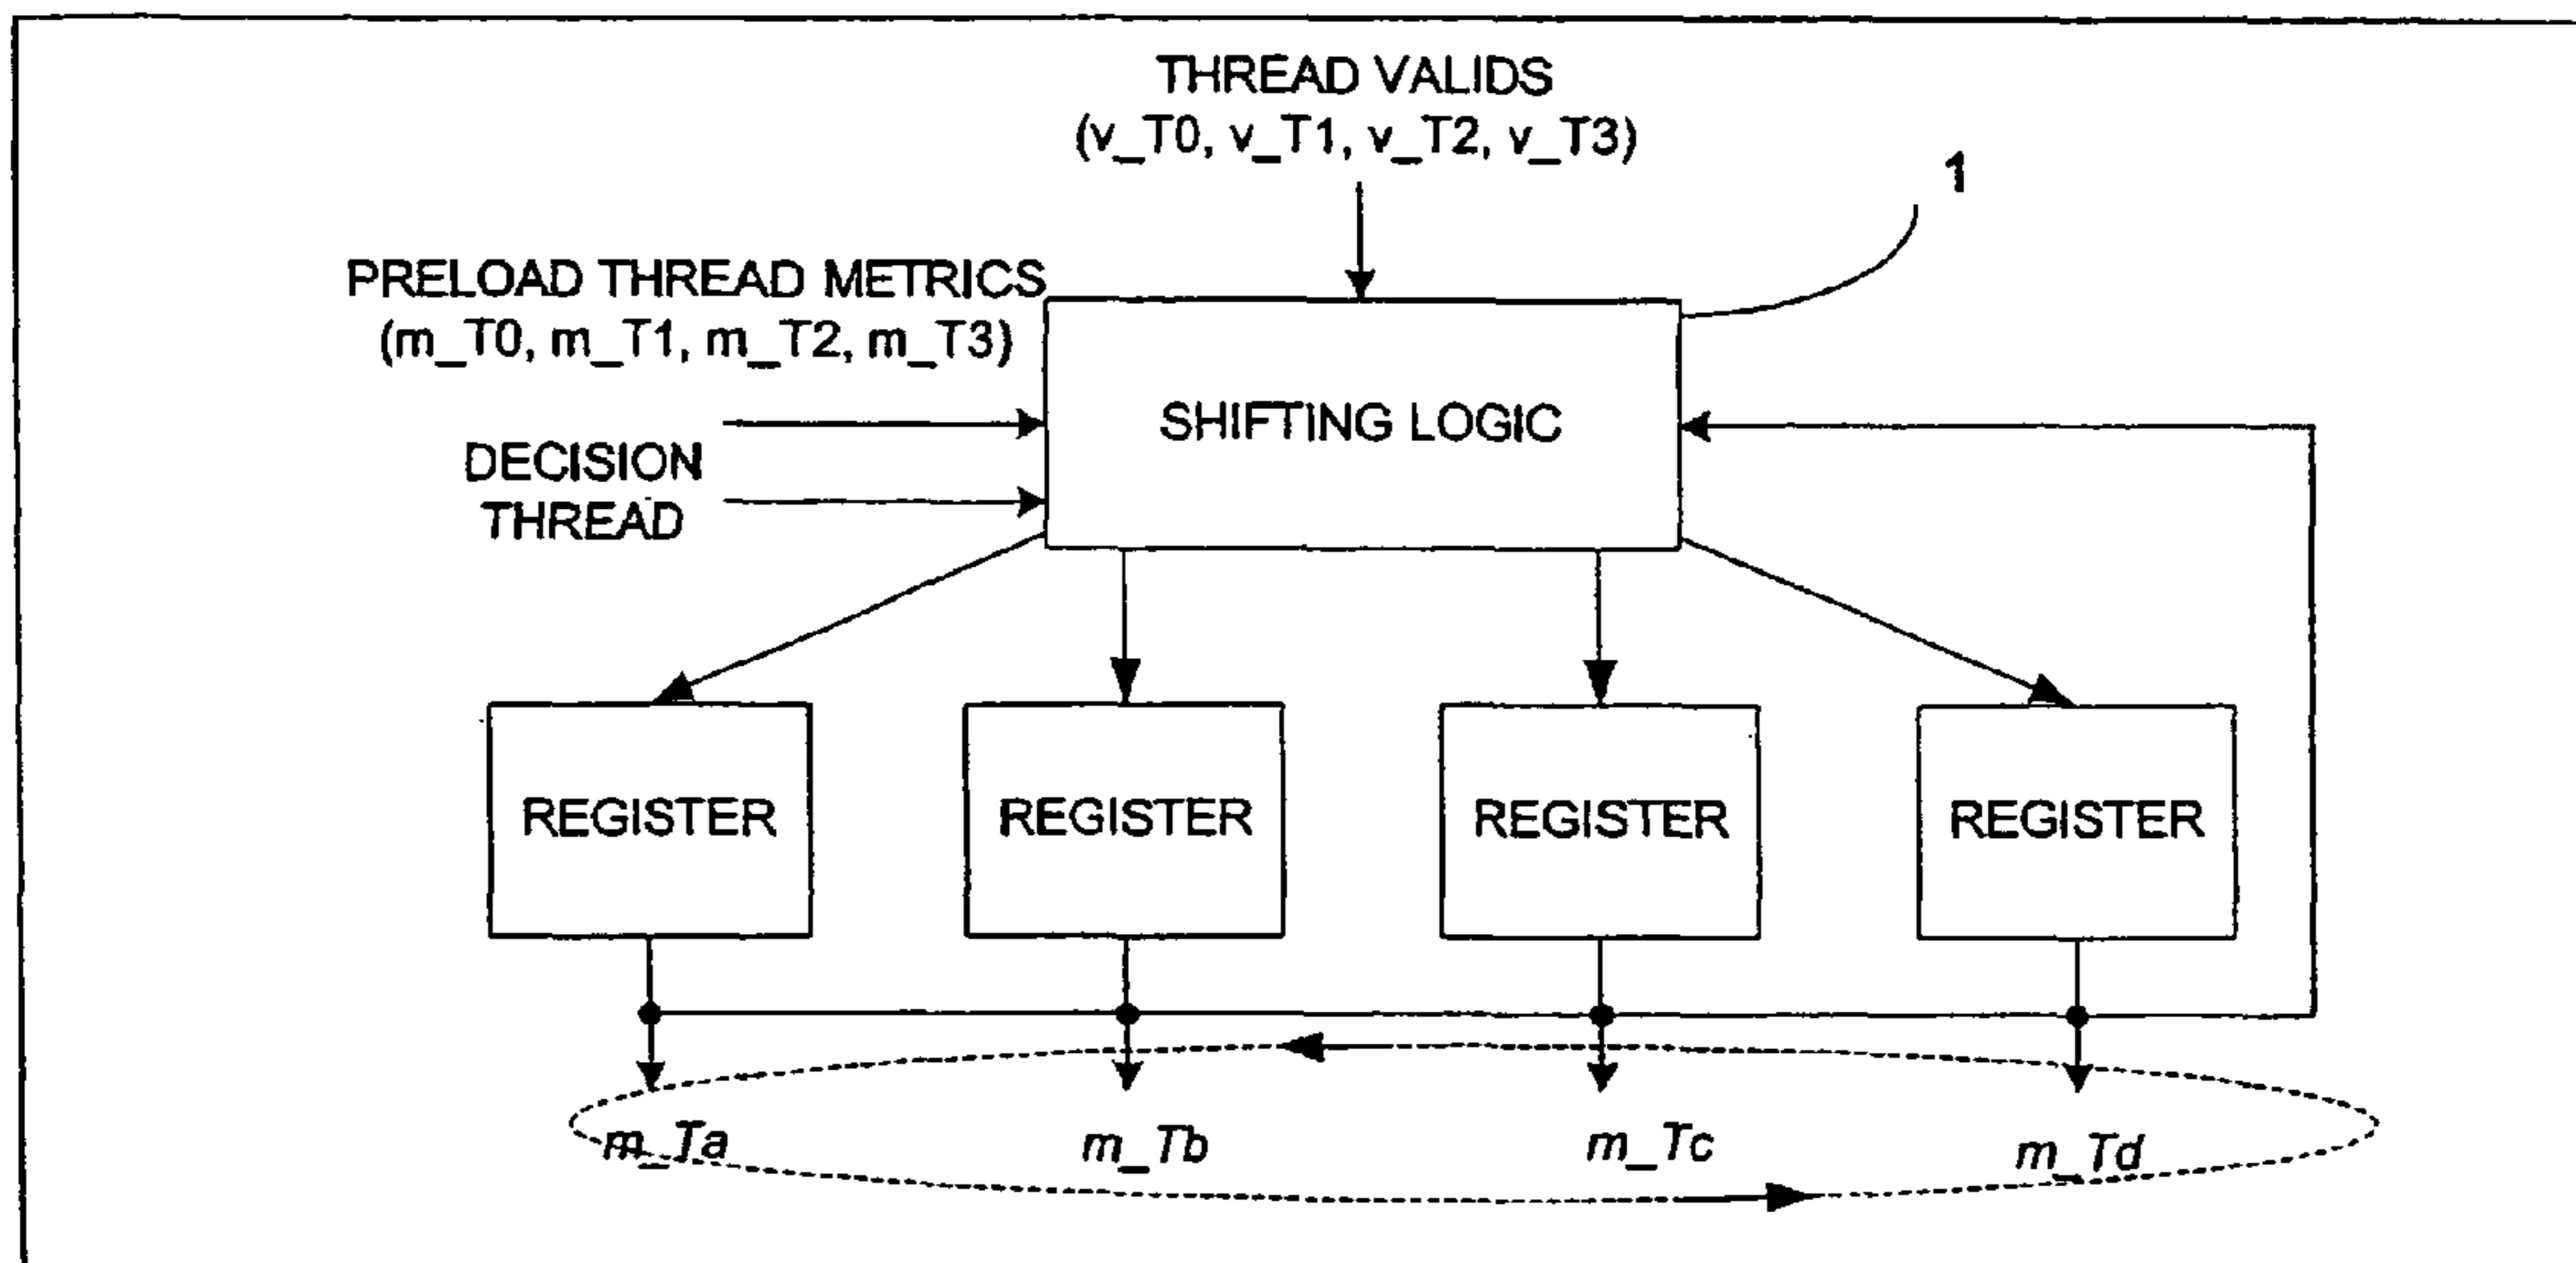 THREAD VALIDS
(v_T0, v_T1, v_T2, v_T3)
1
PRELOAD THREAD METRICS
(m_T0, m_T1, m_T2, m_T3)
SHIFTING LOGIC
DECISION
THREAD
REGISTER
REGISTER
REGISTER
REGISTER
m_Ta
m_Tb
m_Tc
m_Td